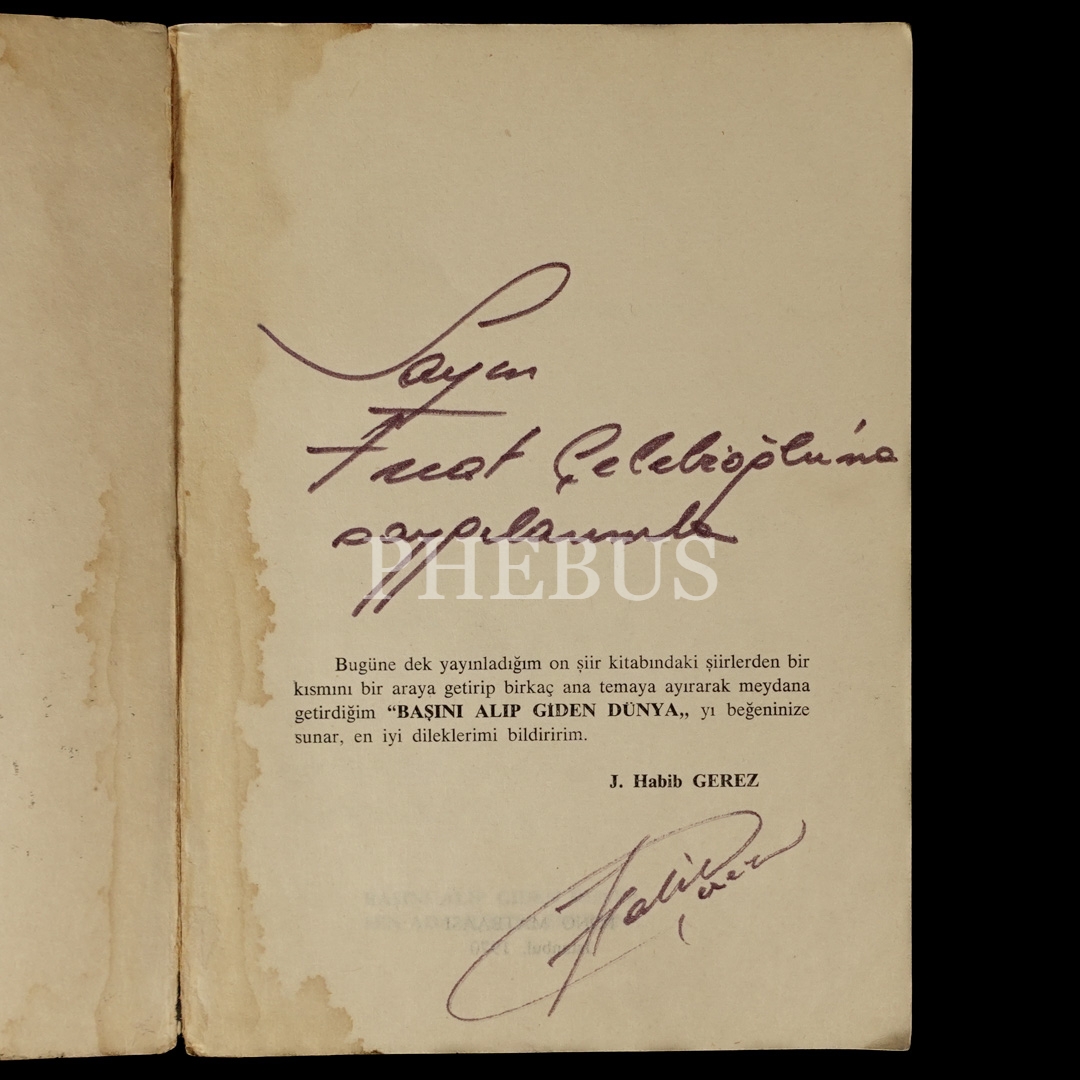 Sayın
Fuat Çelebioğlu'na
saygılarımla
PHEBUS
Bugüne dek yayınladığım on şiir kitabındaki şiirlerden bir
kısmını bir araya getirip birkaç ana temaya ayırarak meydana
getirdiğim “BAŞINI ALIP GİDEN DÜNYA„ yı beğeninize
sunar, en iyi dileklerimi bildiririm.
J. Habib GEREZ
Habib